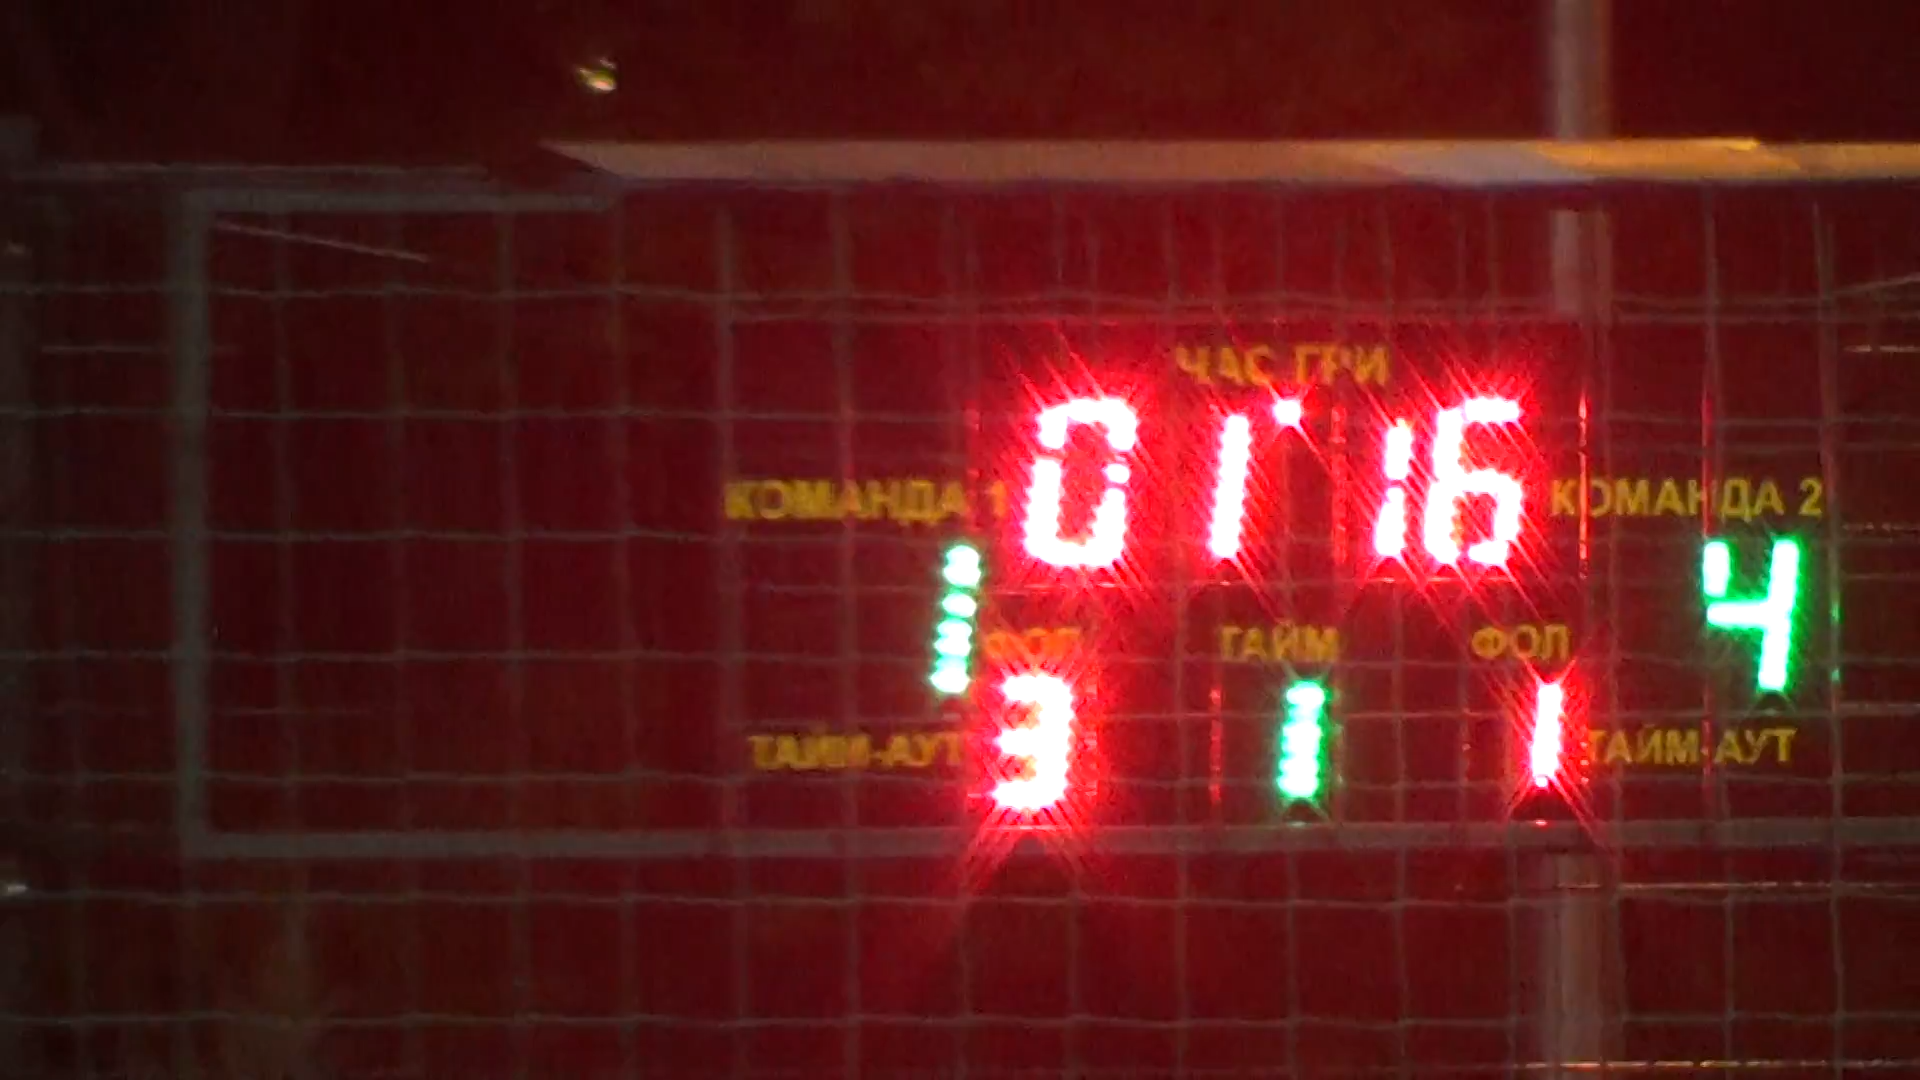 ЧАС ГРИ
01 16
КОМАНДА 1
КОМАНДА 2
1
4
ФОЛ
ТАЙМ
ФОЛ
3
1
1
ТАЙМ-АУТ
ТАЙМ-АУТ